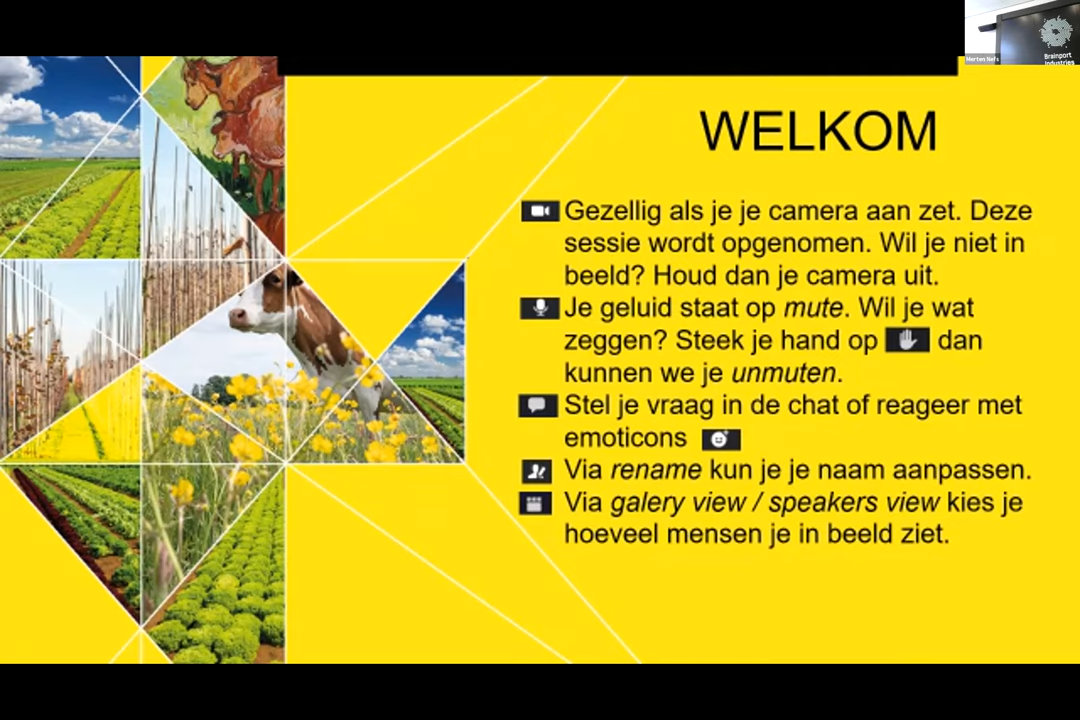 Brainport
Industries
WELKOM
Gezellig als je je camera aan zet. Deze
sessie wordt opgenomen. Wil je niet in
beeld? Houd dan je camera uit.
Je geluid staat op mute. Wil je wat
zeggen? Steek je hand op dan
kunnen we je unmuten.
Stel je vraag in de chat of reageer met
emoticons
Via rename kun je je naam aanpassen.
Via galery view / speakers view kies je
hoeveel mensen je in beeld ziet.